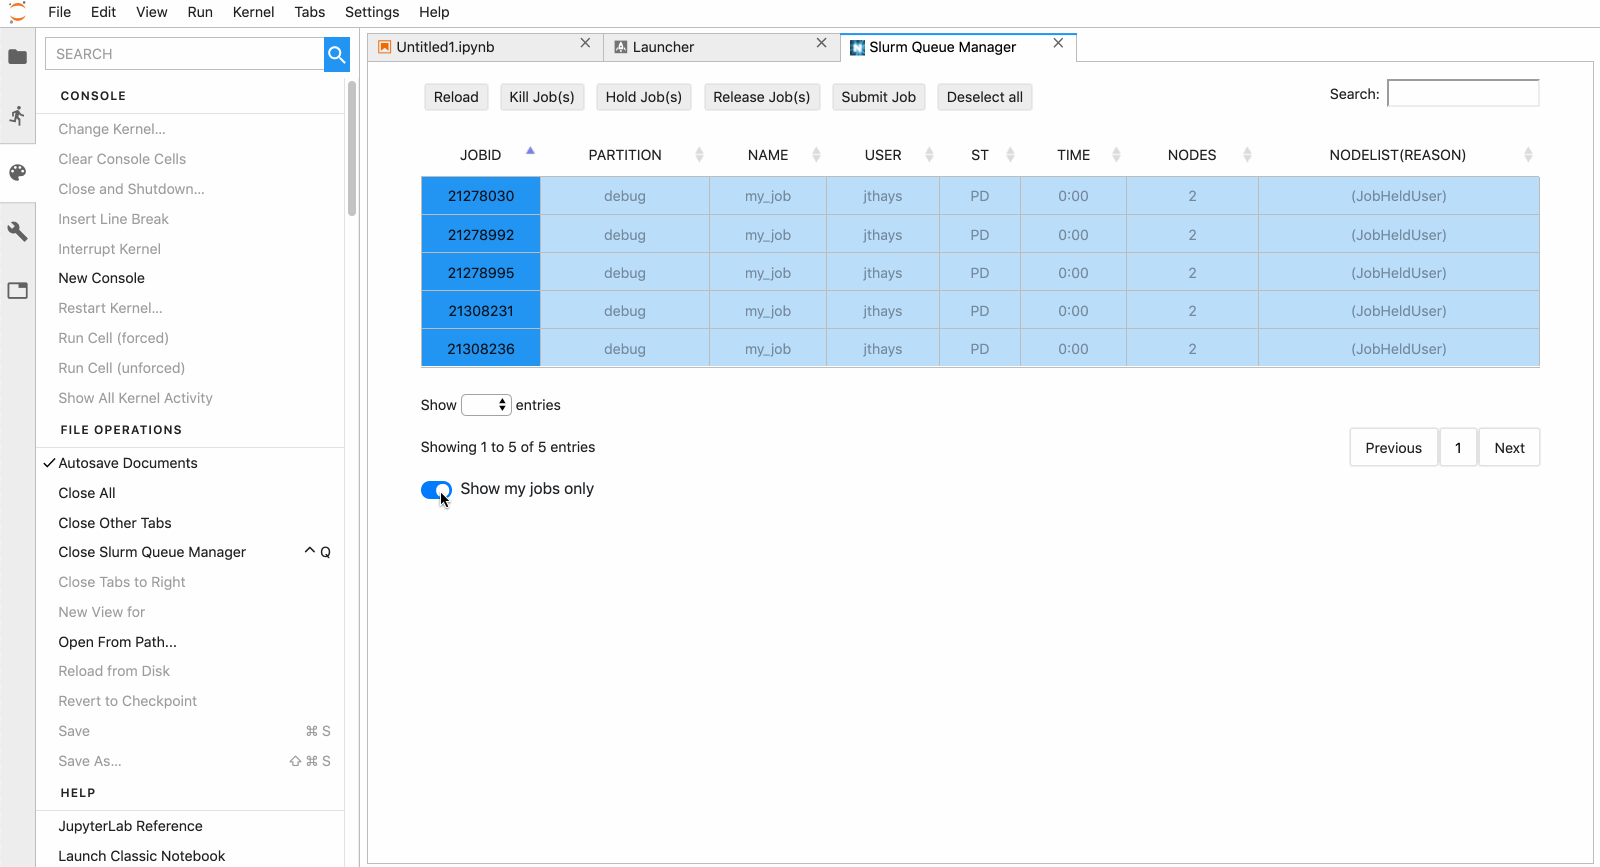 File Edit View Run Kernel Tabs Settings Help
SEARCH
CONSOLE
Change Kernel...
Clear Console Cells
Close and Shutdown...
Insert Line Break
Interrupt Kernel
New Console
Restart Kernel...
Run Cell (forced)
Run Cell (unforced)
Show All Kernel Activity
FILE OPERATIONS
Autosave Documents
Close All
Close Other Tabs
Close Slurm Queue Manager ^ Q
Close Tabs to Right
New View for
Open From Path...
Reload from Disk
Revert to Checkpoint
Save ⌘ S
Save As... ⇧ ⌘ S
HELP
JupyterLab Reference
Launch Classic Notebook
Untitled1.ipynb Launcher Slurm Queue Manager
Reload Kill Job(s) Hold Job(s) Release Job(s) Submit Job Deselect all Search:
JOBID PARTITION NAME USER ST TIME NODES NODELIST(REASON)
21278030 debug my_job jthays PD 0:00 2 (JobHeldUser)
21278992 debug my_job jthays PD 0:00 2 (JobHeldUser)
21278995 debug my_job jthays PD 0:00 2 (JobHeldUser)
21308231 debug my_job jthays PD 0:00 2 (JobHeldUser)
21308236 debug my_job jthays PD 0:00 2 (JobHeldUser)
Show entries
Showing 1 to 5 of 5 entries Previous 1 Next
Show my jobs only